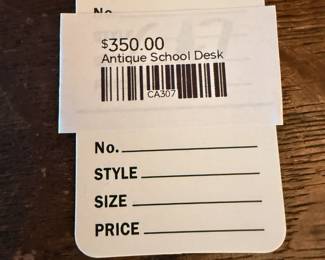 No.
$350.00
Antique School Desk
CA307
No.
STYLE
SIZE
PRICE